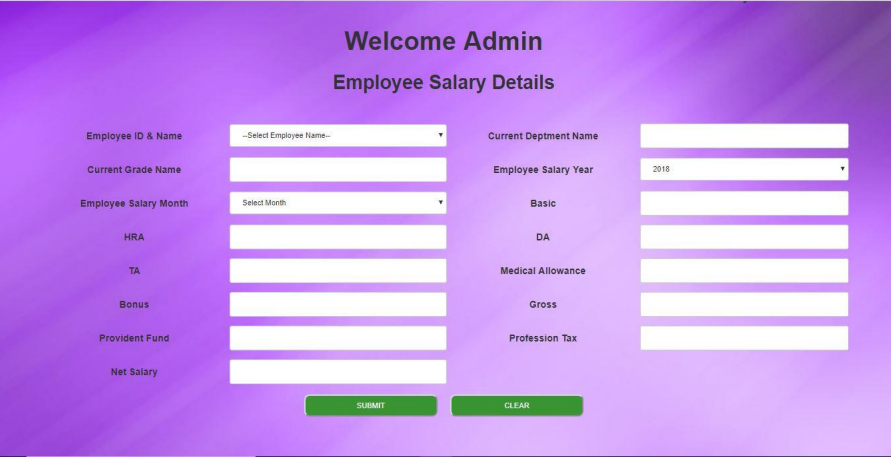 Welcome Admin
Employee Salary Details
Employee ID & Name --Select Employee Name-- Current Deptment Name
Current Grade Name Employee Salary Year 2016
Employee Salary Month Select Month Basic
HRA DA
TA Medical Allowance
Bonus Gross
Provident Fund Profession Tax
Net Salary
SUBMIT CLEAR